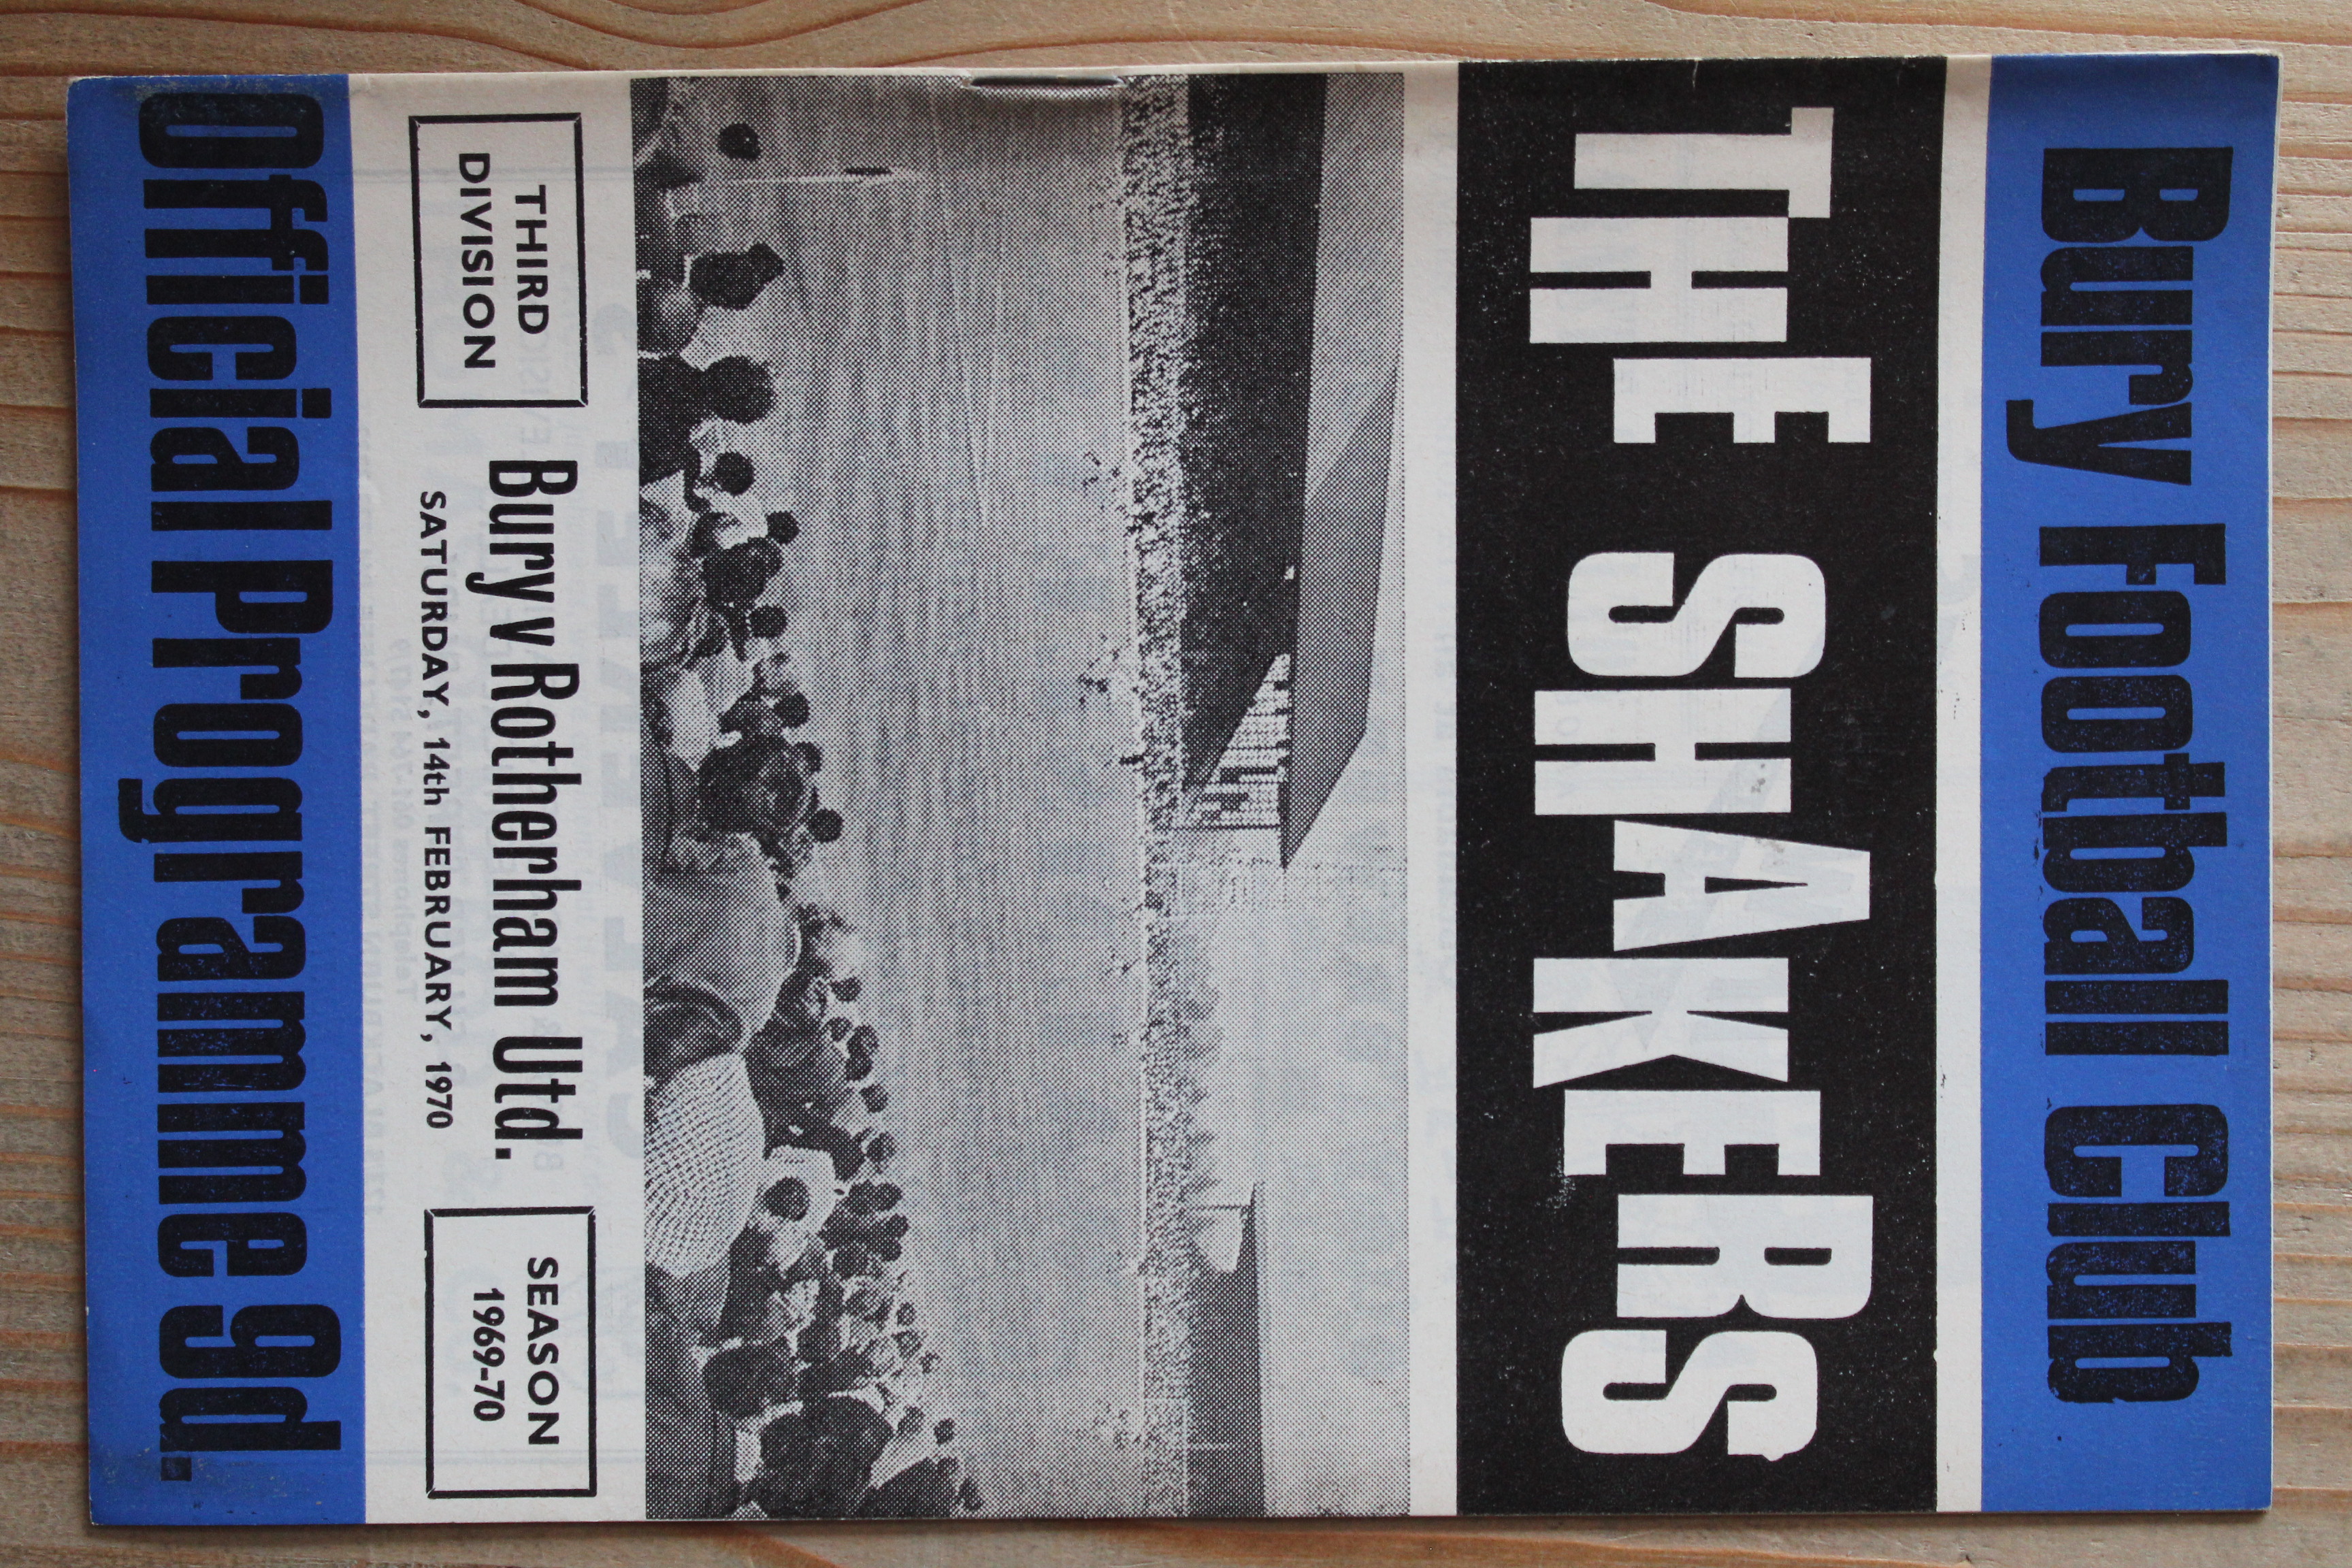 Bury Football Club
THE SHAKERS
THIRD
DIVISION
Bury v Rotherham Utd.
SATURDAY, 14th FEBRUARY, 1970
SEASON
1969-70
Official Programme 9d.